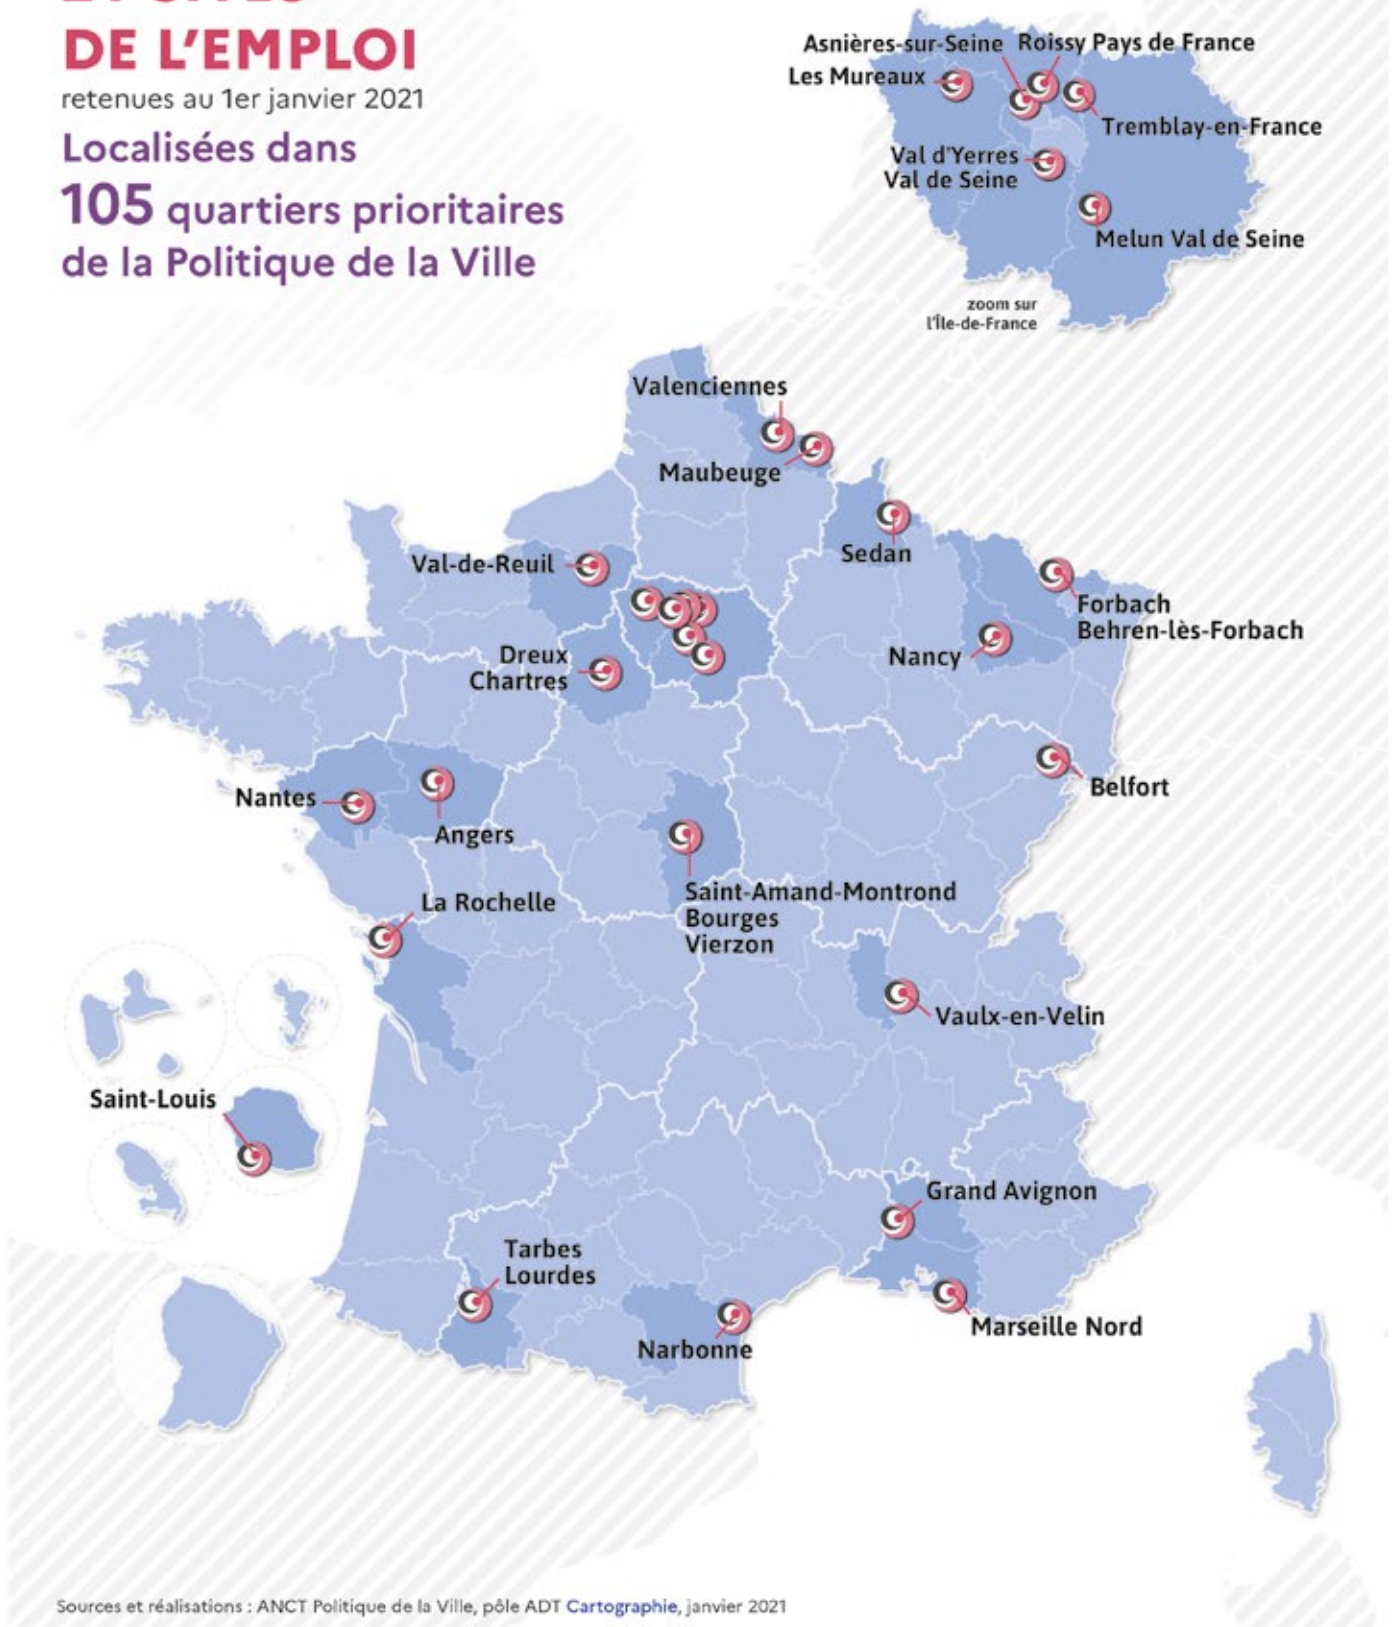 DE L'EMPLOI
retenues au 1er janvier 2021
Localisées dans
105 quartiers prioritaires
de la Politique de la Ville
Asnières-sur-Seine
Roissy Pays de France
Les Mureaux
Tremblay-en-France
Val d'Yerres
Val de Seine
Melun Val de Seine
zoom sur
l'Île-de-France
Valenciennes
Maubeuge
Sedan
Val-de-Reuil
Forbach
Behren-lès-Forbach
Nancy
Dreux
Chartres
Belfort
Nantes
Angers
Saint-Amand-Montrond
Bourges
Vierzon
La Rochelle
Vaulx-en-Velin
Saint-Louis
Grand Avignon
Tarbes
Lourdes
Marseille Nord
Narbonne
Sources et réalisations : ANCT Politique de la Ville, pôle ADT Cartographie, janvier 2021